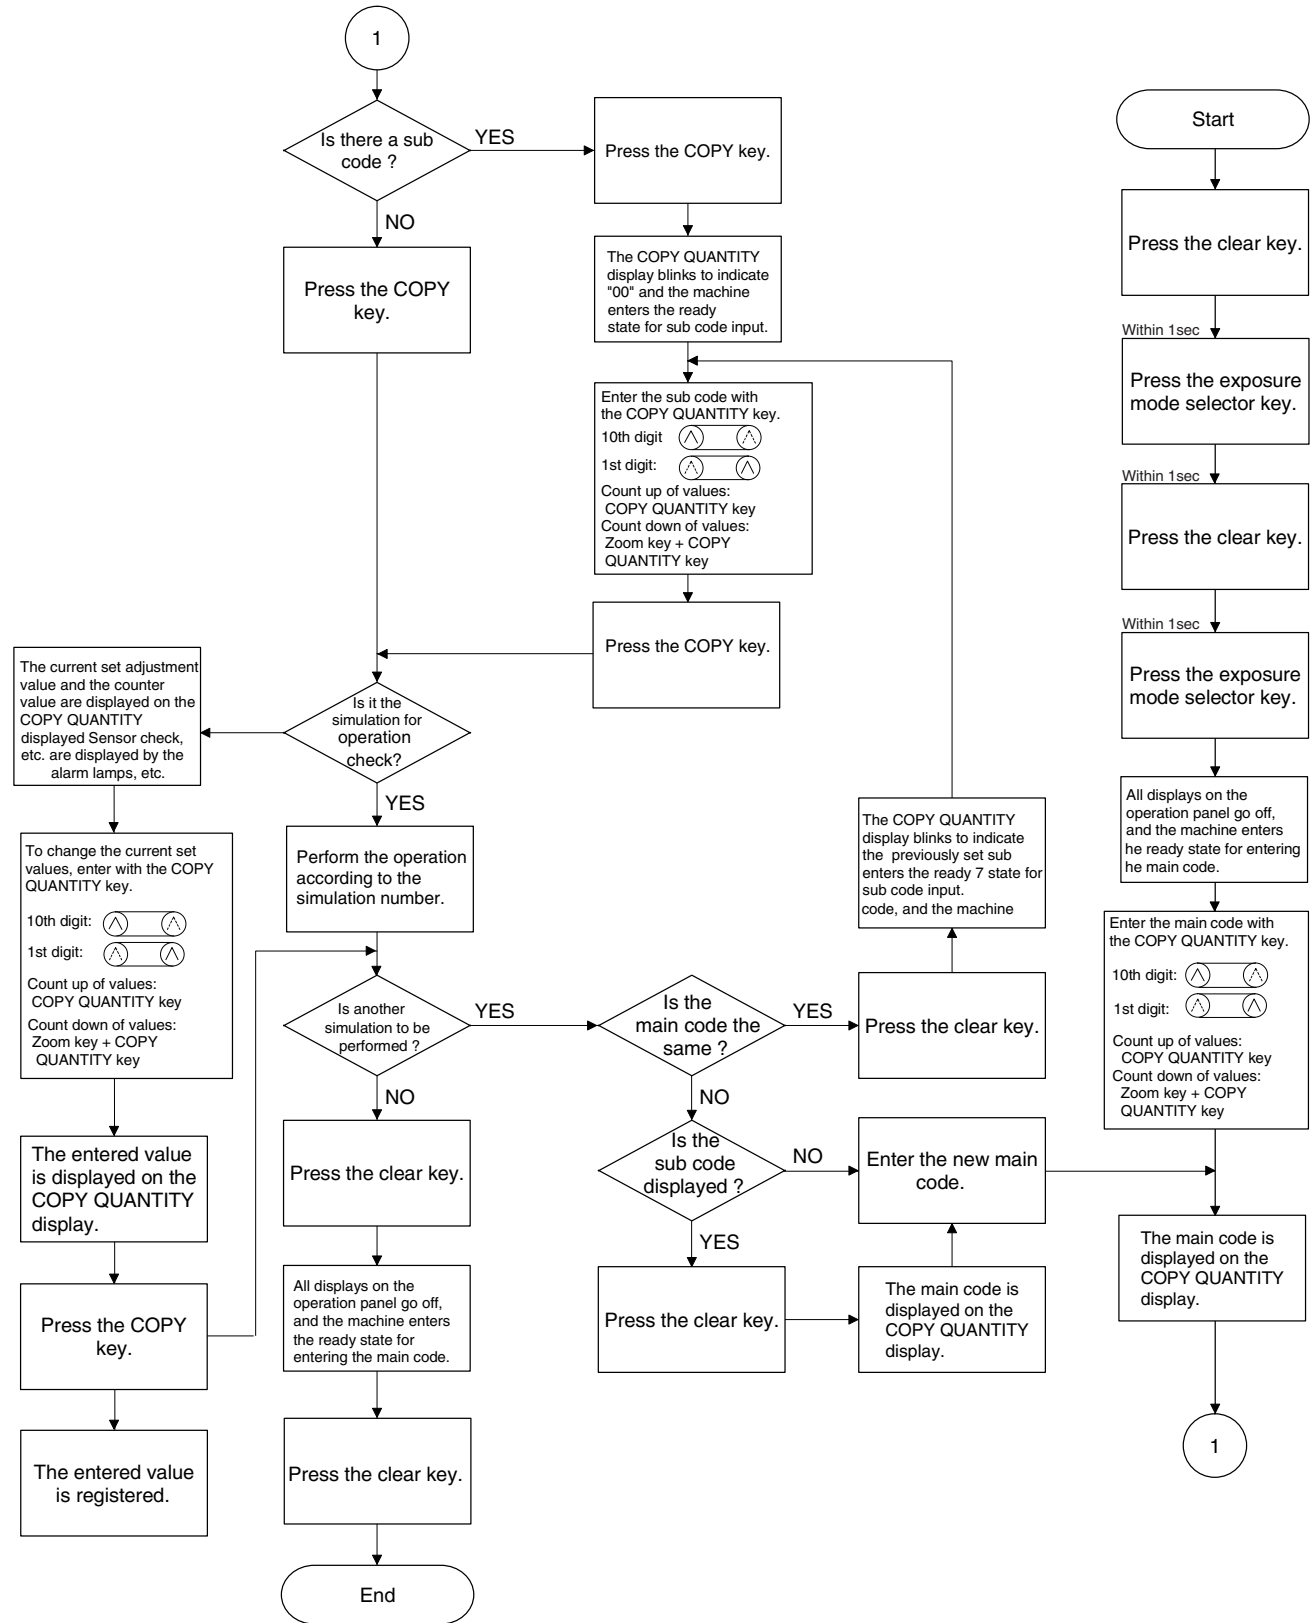 1
Is there a sub
code ?
YES
NO
Press the COPY key.
Press the COPY
key.
The COPY QUANTITY
display blinks to indicate
"00" and the machine
enters the ready
state for sub code input.
Enter the sub code with
the COPY QUANTITY key.
10th digit
1st digit:
Count up of values:
COPY QUANTITY key
Count down of values:
Zoom key + COPY
QUANTITY key
Press the COPY key.
Is it the
simulation for
operation
check?
YES
The current set adjustment
value and the counter
value are displayed on the
COPY QUANTITY
displayed Sensor check,
etc. are displayed by the
alarm lamps, etc.
To change the current set
values, enter with the COPY
QUANTITY key.
10th digit:
1st digit:
Count up of values:
COPY QUANTITY key
Count down of values:
Zoom key + COPY
QUANTITY key
The entered value
is displayed on the
COPY QUANTITY
display.
Press the COPY
key.
The entered value
is registered.
Perform the operation
according to the
simulation number.
Is another
simulation to be
performed ?
YES
NO
Press the clear key.
All displays on the
operation panel go off,
and the machine enters
the ready state for
entering the main code.
Press the clear key.
End
Is the
main code the
same ?
YES
NO
Press the clear key.
The COPY QUANTITY
display blinks to indicate
the previously set sub
enters the ready 7 state for
sub code input.
code, and the machine
Is the
sub code
displayed ?
NO
YES
Enter the new main
code.
Press the clear key.
The main code is
displayed on the
COPY QUANTITY
display.
Start
Press the clear key.
Within 1sec
Press the exposure
mode selector key.
Within 1sec
Press the clear key.
Within 1sec
Press the exposure
mode selector key.
All displays on the
operation panel go off,
and the machine enters
he ready state for entering
he main code.
Enter the main code with
the COPY QUANTITY key.
10th digit:
1st digit:
Count up of values:
COPY QUANTITY key
Count down of values:
Zoom key + COPY
QUANTITY key
The main code is
displayed on the
COPY QUANTITY
display.
1